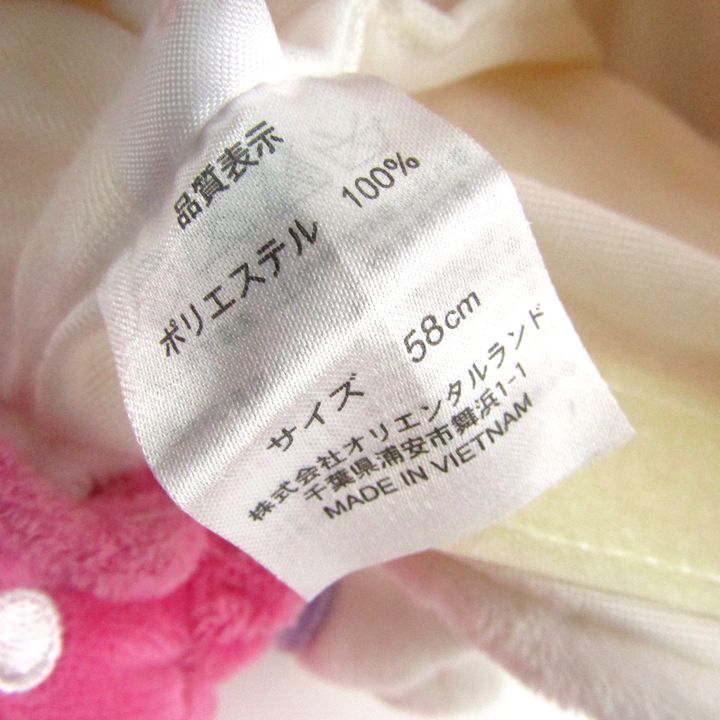 品質表示
ポリエステル 100%
サイズ 58cm
株式会社オリエンタルランド
千葉県浦安市舞浜1-1
MADE IN VIETNAM